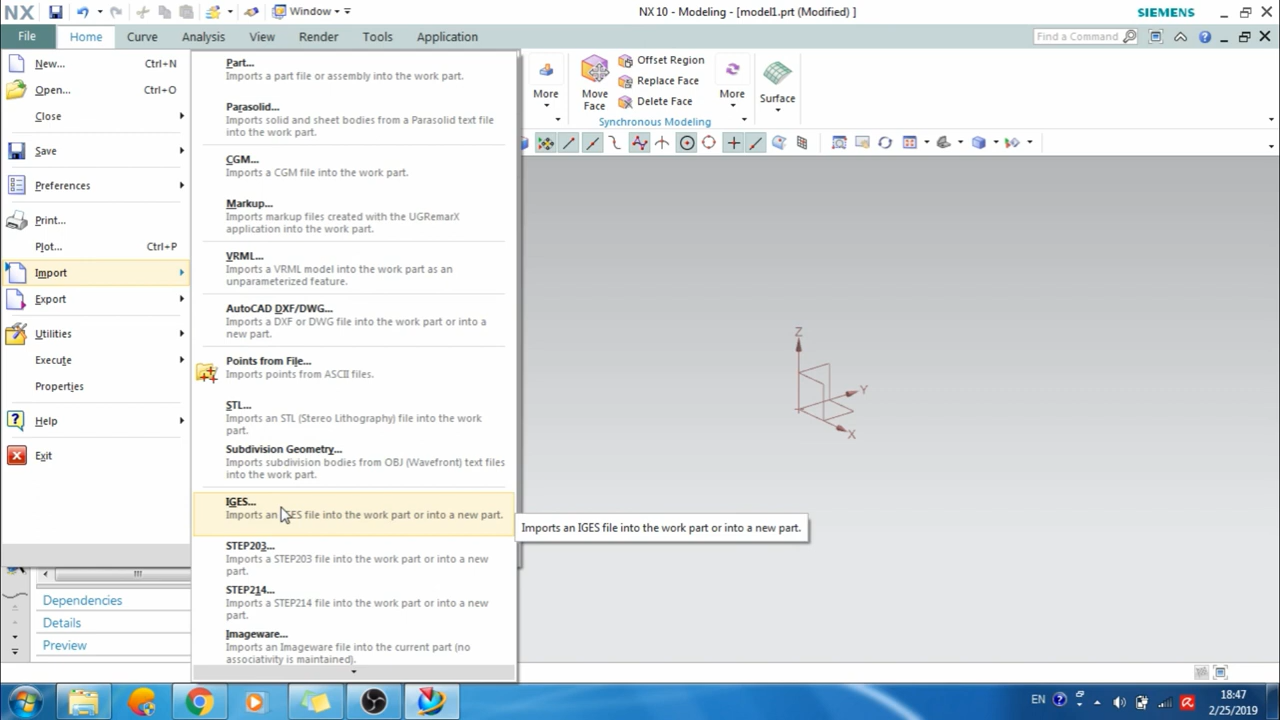 NX
Window
NX 10 - Modeling - [model1.prt (Modified) ]
SIEMENS
File
Home
Curve
Analysis
View
Render
Tools
Application
Find a Command
New...
Ctrl+N
Open...
Ctrl+O
Close
Save
Preferences
Print...
Plot...
Ctrl+P
Import
Export
Utilities
Execute
Properties
Help
Exit
Part...
Imports a part file or assembly into the work part.
Parasolid...
Imports solid and sheet bodies from a Parasolid text file
into the work part.
CGM...
Imports a CGM file into the work part.
Markup...
Imports markup files created with the UGRemarX
application into the work part.
VRML...
Imports a VRML model into the work part as an
unparameterized feature.
AutoCAD DXF/DWG...
Imports a DXF or DWG file into the work part or into a
new part.
Points from File...
Imports points from ASCII files.
STL...
Imports an STL (Stereo Lithography) file into the work
part.
Subdivision Geometry...
Imports subdivision bodies from OBJ (Wavefront) text files
into the work part.
IGES...
Imports an IGES file into the work part or into a new part.
STEP203...
Imports a STEP203 file into the work part or into a new
part.
STEP214...
Imports a STEP214 file into the work part or into a new
part.
Imageware...
Imports an Imageware file into the current part (no
associativity is maintained).
Imports an IGES file into the work part or into a new part.
More
Move
Face
Offset Region
Replace Face
Delete Face
More
Surface
Synchronous Modeling
Z
Y
X
Dependencies
Details
Preview
EN
18:47
2/25/2019